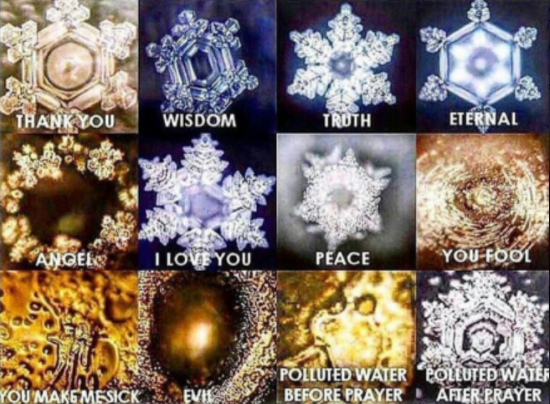 THANK YOU
WISDOM
TRUTH
ETERNAL
ANGEL
I LOVE YOU
PEACE
YOU FOOL
YOU MAKE ME SICK
EVIL
POLLUTED WATER
BEFORE PRAYER
POLLUTED WATER
AFTER PRAYER